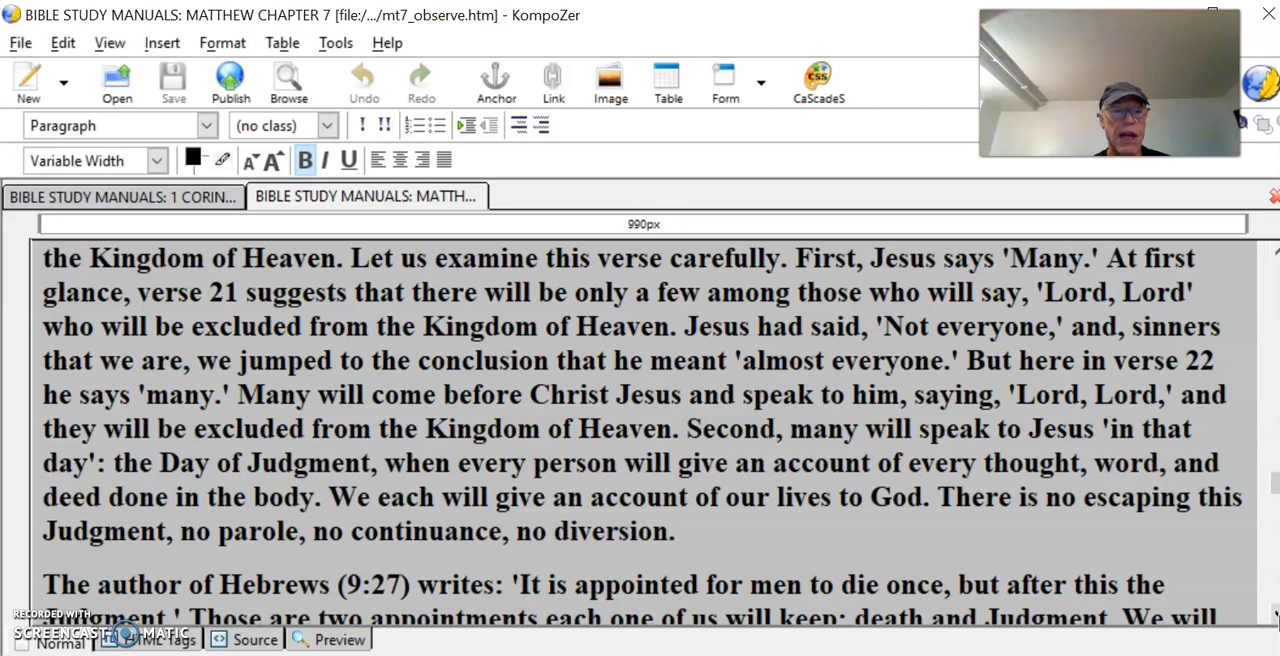 BIBLE STUDY MANUALS: MATTHEW CHAPTER 7 [file:/.../mt7_observe.htm] - KompoZer
File Edit View Insert Format Table Tools Help
New Open Save Publish Browse Undo Redo Anchor Link Image Table Form CaScadeS
Paragraph (no class) ! !!
Variable Width A A B I U
BIBLE STUDY MANUALS: 1 CORIN... BIBLE STUDY MANUALS: MATTH...
990px
the Kingdom of Heaven. Let us examine this verse carefully. First, Jesus says 'Many.' At first
glance, verse 21 suggests that there will be only a few among those who will say, 'Lord, Lord'
who will be excluded from the Kingdom of Heaven. Jesus had said, 'Not everyone,' and, sinners
that we are, we jumped to the conclusion that he meant 'almost everyone.' But here in verse 22
he says 'many.' Many will come before Christ Jesus and speak to him, saying, 'Lord, Lord,' and
they will be excluded from the Kingdom of Heaven. Second, many will speak to Jesus 'in that
day': the Day of Judgment, when every person will give an account of every thought, word, and
deed done in the body. We each will give an account of our lives to God. There is no escaping this
Judgment, no parole, no continuance, no diversion.
The author of Hebrews (9:27) writes: 'It is appointed for men to die once, but after this the
Judgment.' Those are two appointments each one of us will keep: death and Judgment. We will
RECORDED WITH
SCREENCAST MATIC
Normal HTML Tags Source Preview